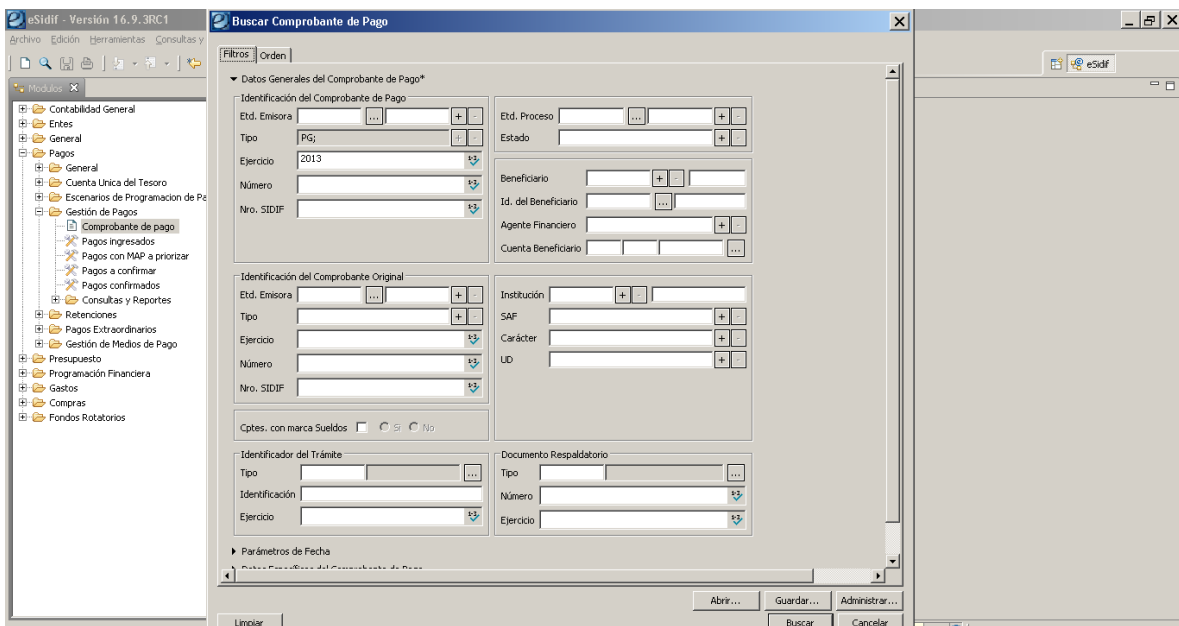 eSidif - Versión 16.9.3RC1
Archivo Edición Herramientas Consultas y
Modulos
Contabilidad General
Entes
General
Pagos
General
Cuenta Unica del Tesoro
Escenarios de Programacion de Pa
Gestión de Pagos
Comprobante de pago
Pagos ingresados
Pagos con MAP a priorizar
Pagos a confirmar
Pagos confirmados
Consultas y Reportes
Retenciones
Pagos Extraordinarios
Gestión de Medios de Pago
Presupuesto
Programación Financiera
Gastos
Compras
Fondos Rotatorios
Buscar Comprobante de Pago
Filtros Orden
Datos Generales del Comprobante de Pago*
Identificación del Comprobante de Pago
Etd. Emisora ... + -
Tipo PG; + -
Ejercicio 2013
Número
Nro. SIDIF
Etd. Proceso ... + -
Estado + -
Beneficiario + -
Id. del Beneficiario ...
Agente Financiero + -
Cuenta Beneficiario ...
Identificación del Comprobante Original
Etd. Emisora ... + -
Tipo + -
Ejercicio
Número
Nro. SIDIF
Institución + -
SAF + -
Carácter + -
UD + -
Cptes. con marca Sueldos Si No
Identificador del Trámite
Tipo ...
Identificación
Ejercicio
Documento Respaldatorio
Tipo ...
Número
Ejercicio
Parámetros de Fecha
Datos Específicos del Comprobante de Pago
Abrir... Guardar... Administrar...
Limpiar Buscar Cancelar
eSidif